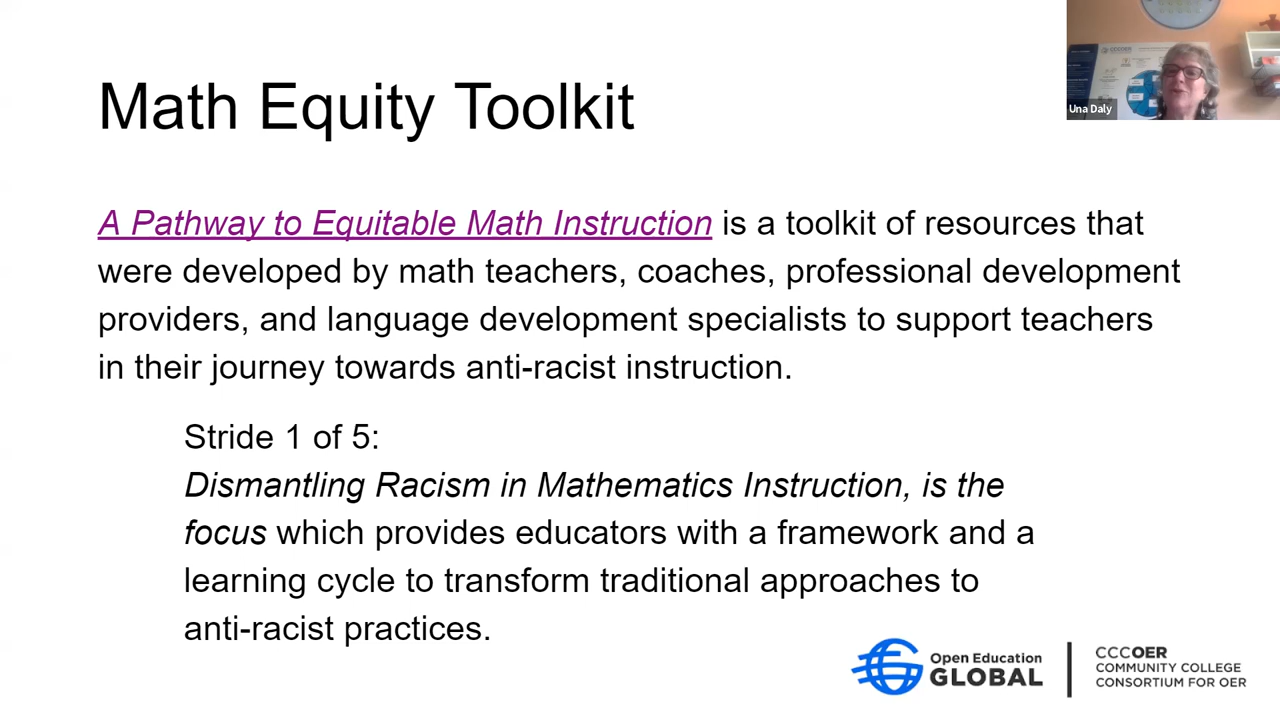 Math Equity Toolkit
Una Daly
A Pathway to Equitable Math Instruction is a toolkit of resources that
were developed by math teachers, coaches, professional development
providers, and language development specialists to support teachers
in their journey towards anti-racist instruction.
Stride 1 of 5:
Dismantling Racism in Mathematics Instruction, is the
focus which provides educators with a framework and a
learning cycle to transform traditional approaches to
anti-racist practices.
Open Education
GLOBAL
CCCOER
COMMUNITY COLLEGE
CONSORTIUM FOR OER